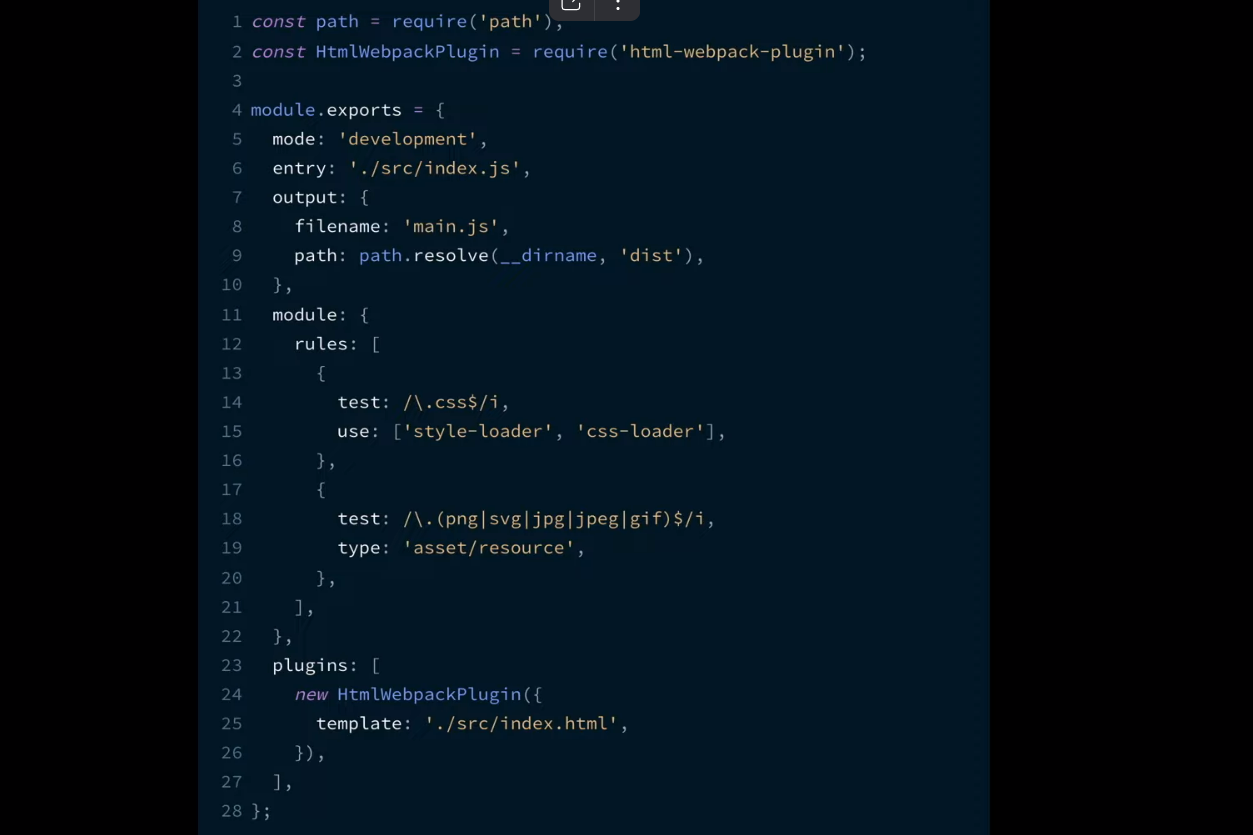 1 const path = require('path');
2 const HtmlWebpackPlugin = require('html-webpack-plugin');
3
4 module.exports = {
5   mode: 'development',
6   entry: './src/index.js',
7   output: {
8     filename: 'main.js',
9     path: path.resolve(__dirname, 'dist'),
10   },
11   module: {
12     rules: [
13       {
14         test: /\.css$/i,
15         use: ['style-loader', 'css-loader'],
16       },
17       {
18         test: /\.(png|svg|jpg|jpeg|gif)$/i,
19         type: 'asset/resource',
20       },
21     ],
22   },
23   plugins: [
24     new HtmlWebpackPlugin({
25       template: './src/index.html',
26     }),
27   ],
28 };